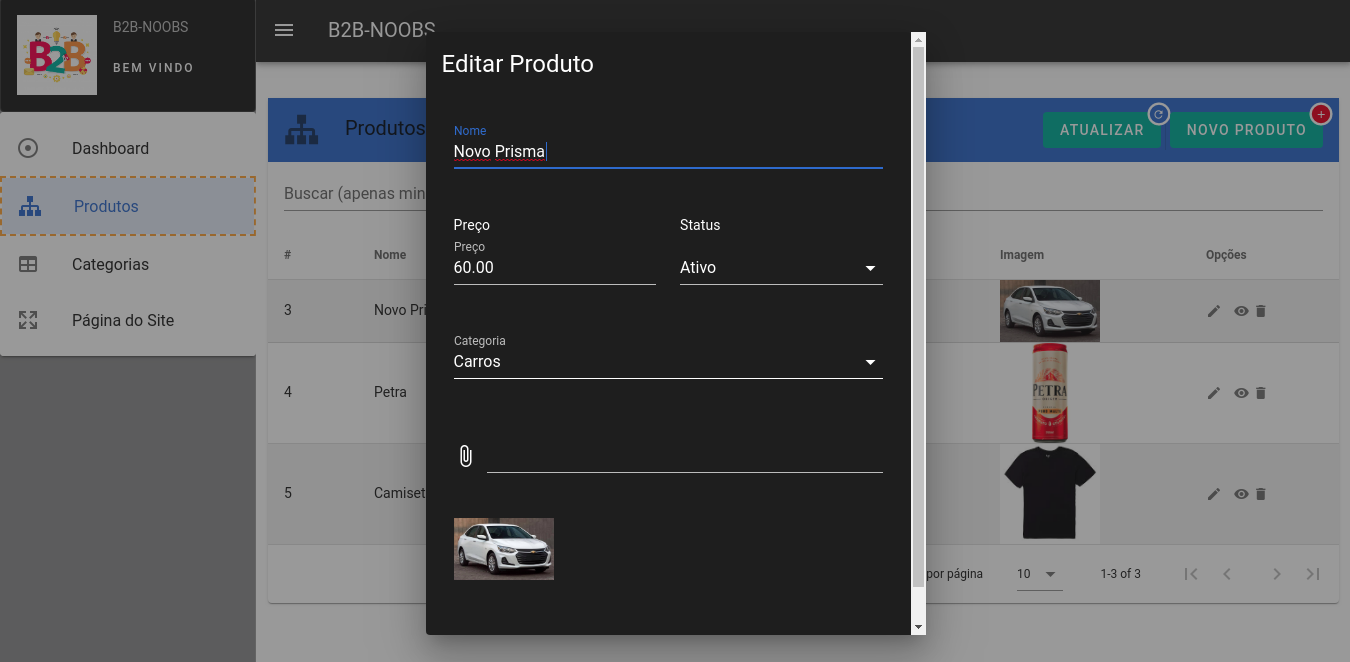 B2B-NOOBS
BEM VINDO
B2B
Dashboard
Produtos
Categorias
Página do Site
B2B-NOOBS
Produtos
ATUALIZAR
NOVO PRODUTO
Buscar (apenas min
# Nome Imagem Opções
3 Novo Pri
4 Petra
PETRA
5 Camiset
por página 10 1-3 of 3
Editar Produto
Nome
Novo Prisma
Preço Status
Preço
60.00 Ativo
Categoria
Carros